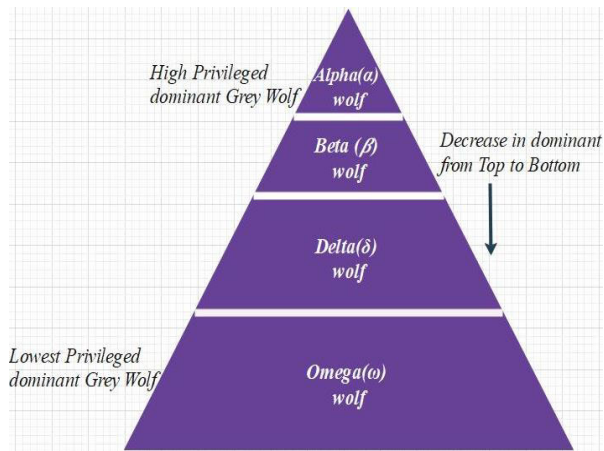 High Privileged
dominant Grey Wolf
Alpha(α)
wolf
Beta (β)
wolf
Decrease in dominant
from Top to Bottom
Delta(δ)
wolf
Lowest Privileged
dominant Grey Wolf
Omega(ω)
wolf